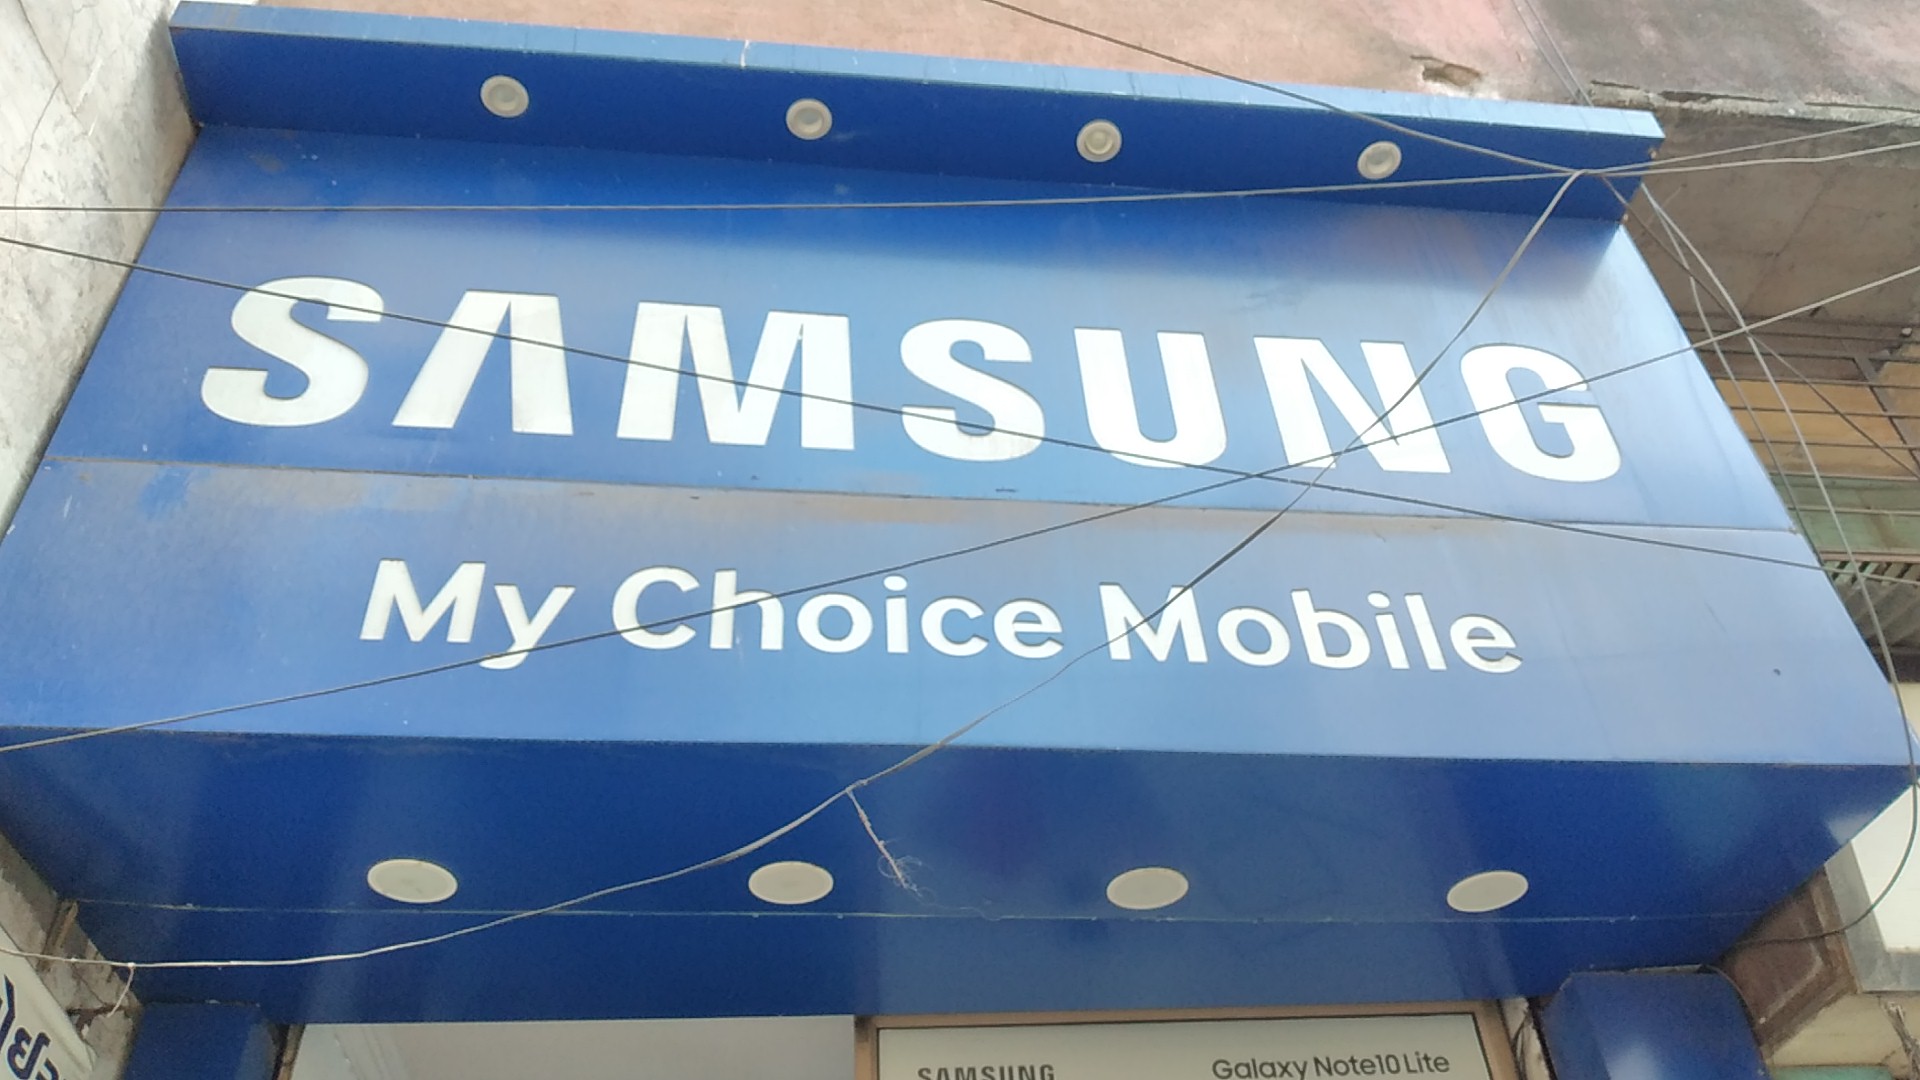 SAMSUNG
My Choice Mobile
SAMSUNG
Galaxy Note10 Lite